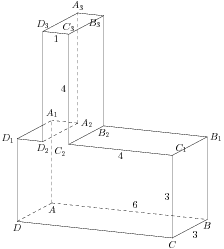 A₃
D₃
C₃
B₃
1
4
A₁
A₂
B₂
D₁
D₂
C₂
C₁
B₁
4
3
A
6
B
D
3
C